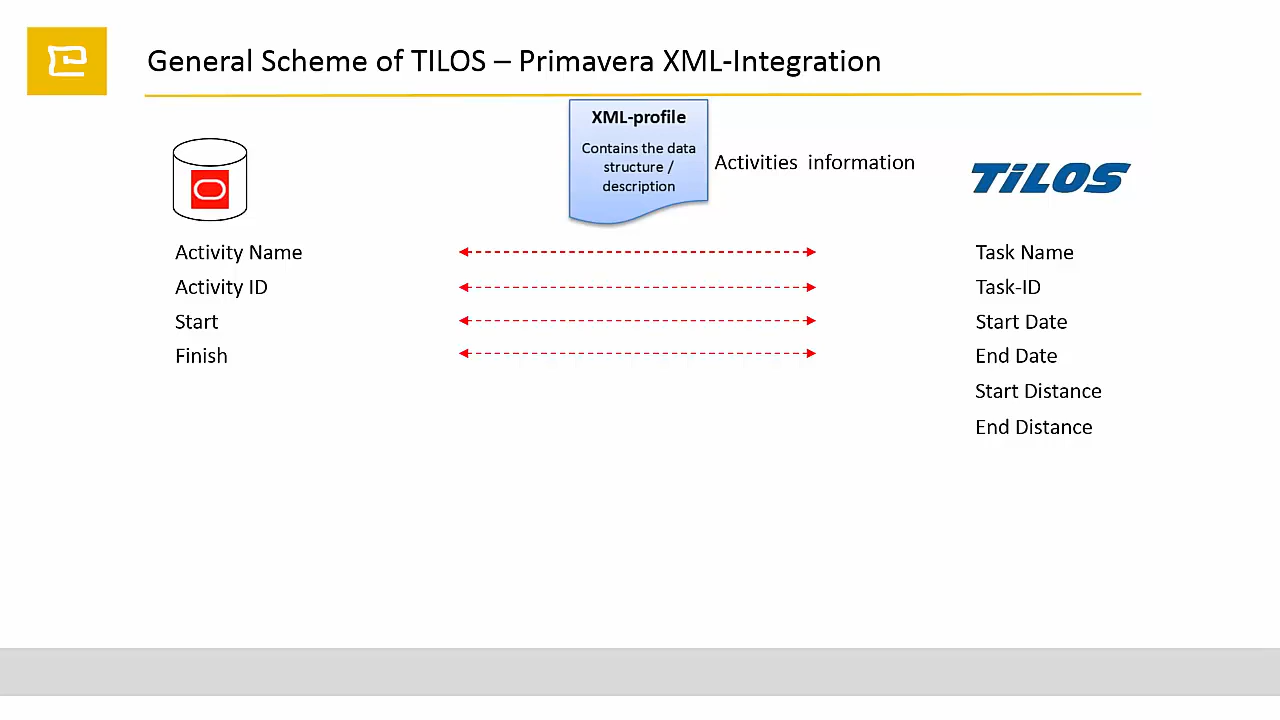 General Scheme of TILOS – Primavera XML-Integration
XML-profile
Contains the data
structure /
description
Activities information
TiLOS
Activity Name
Task Name
Activity ID
Task-ID
Start
Start Date
Finish
End Date
Start Distance
End Distance